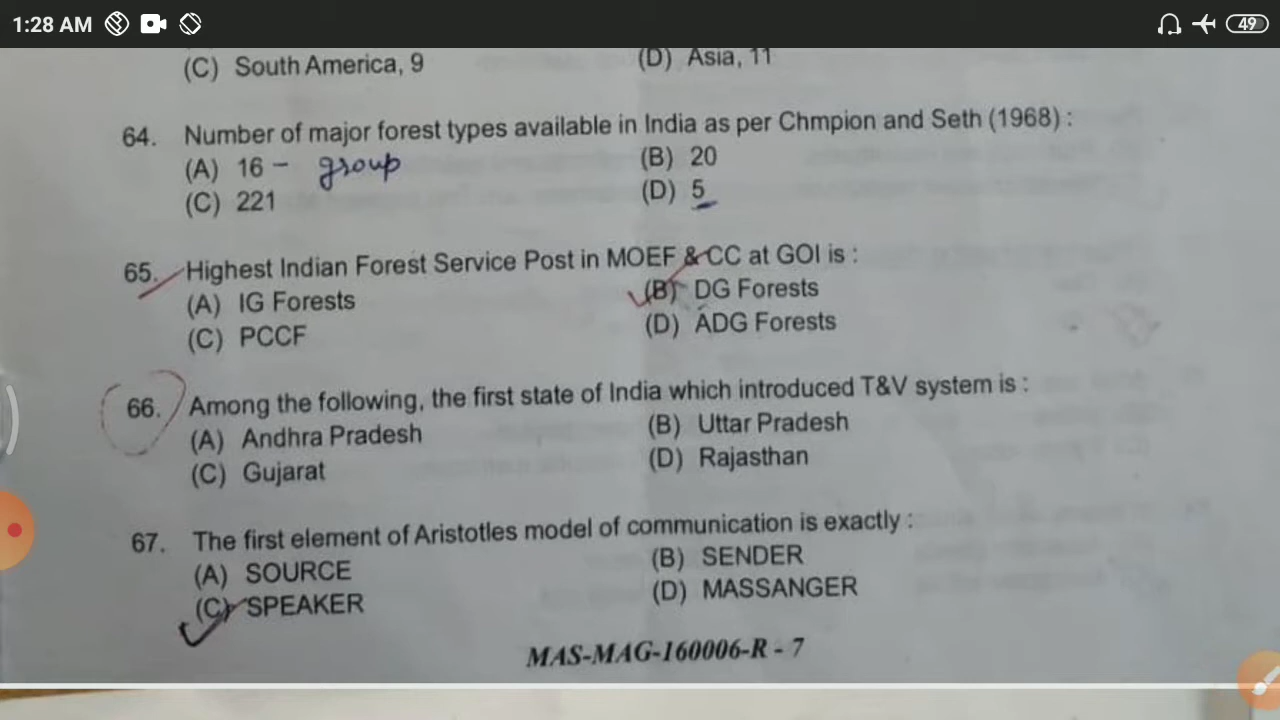 1:28 AM 49
(C) South America, 9 (D) Asia, 11
64. Number of major forest types available in India as per Chmpion and Seth (1968) :
(A) 16 - group (B) 20
(C) 221 (D) 5
65. Highest Indian Forest Service Post in MOEF & CC at GOI is :
(A) IG Forests (B) DG Forests
(C) PCCF (D) ADG Forests
66. Among the following, the first state of India which introduced T&V system is :
(A) Andhra Pradesh (B) Uttar Pradesh
(C) Gujarat (D) Rajasthan
67. The first element of Aristotles model of communication is exactly :
(A) SOURCE (B) SENDER
(C) SPEAKER (D) MASSANGER
MAS-MAG-160006-R - 7